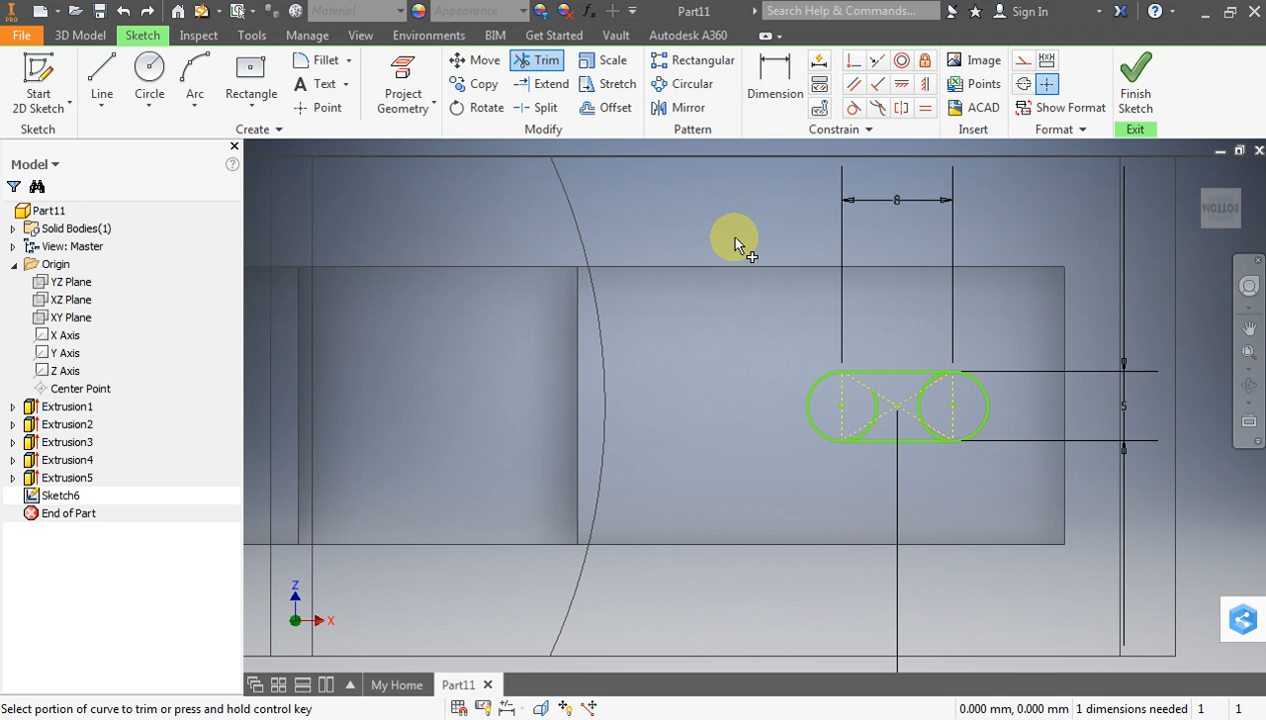 PRO
Material
Appearance
Part11
Search Help & Commands...
Sign In
File
3D Model
Sketch
Inspect
Tools
Manage
View
Environments
BIM
Get Started
Vault
Autodesk A360
Start
2D Sketch
Line
Circle
Arc
Rectangle
Fillet
Text
Point
Project
Geometry
Move
Copy
Rotate
Trim
Extend
Split
Scale
Stretch
Offset
Rectangular
Circular
Mirror
Dimension
Image
Points
ACAD
Show Format
Finish
Sketch
Sketch
Create
Modify
Pattern
Constrain
Insert
Format
Exit
Model
Part11
Solid Bodies(1)
View: Master
Origin
YZ Plane
XZ Plane
XY Plane
X Axis
Y Axis
Z Axis
Center Point
Extrusion1
Extrusion2
Extrusion3
Extrusion4
Extrusion5
Sketch6
End of Part
8
5
BOTTOM
Z
X
My Home
Part11
Select portion of curve to trim or press and hold control key
0.000 mm, 0.000 mm
1 dimensions needed
1
1